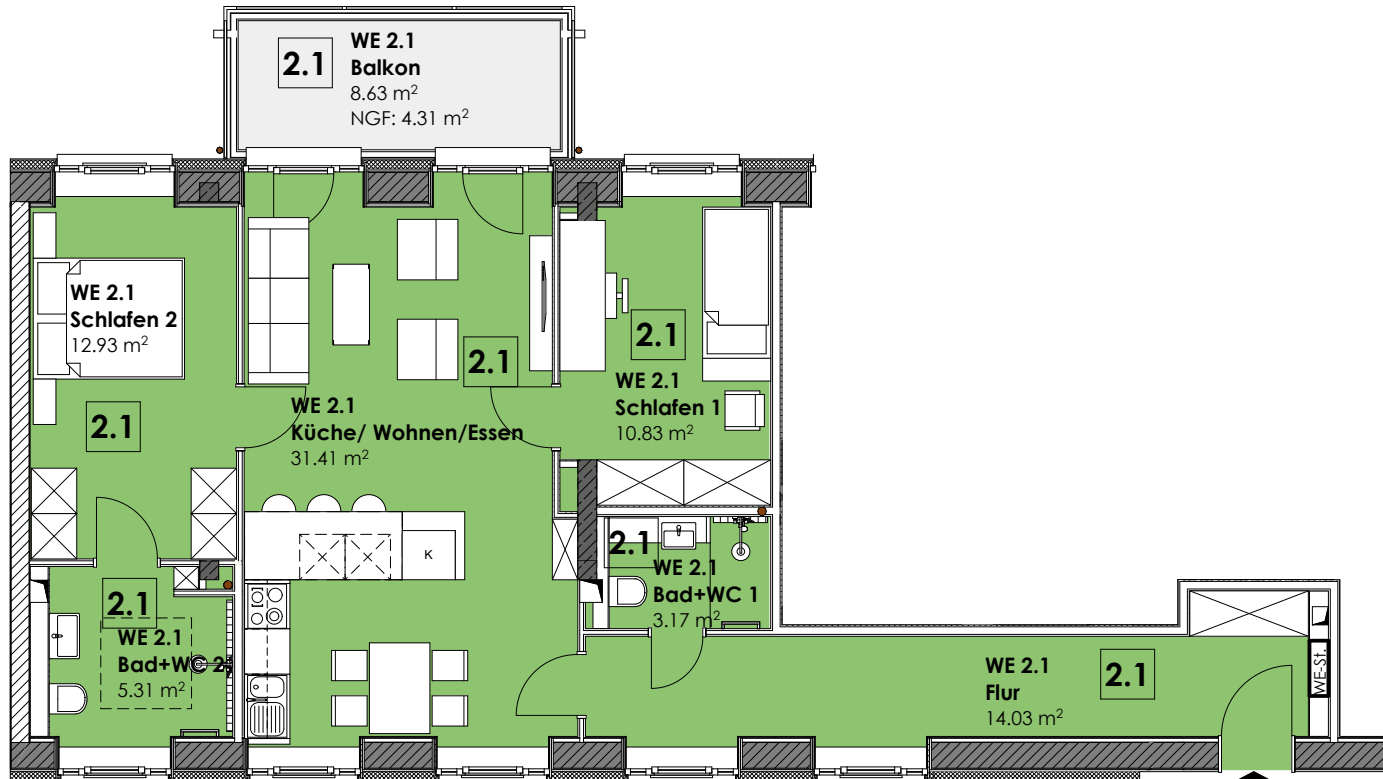 2.1
WE 2.1
Balkon
8.63 m²
NGF: 4.31 m²
WE 2.1
Schlafen 2
12.93 m²
2.1
2.1
WE 2.1
Küche/ Wohnen/Essen
31.41 m²
2.1
WE 2.1
Schlafen 1
10.83 m²
K
2.1
WE 2.1
Bad+WC 1
3.17 m²
2.1
WE 2.1
Bad+WC 2
5.31 m²
WE 2.1
Flur
14.03 m²
2.1
WE-St.